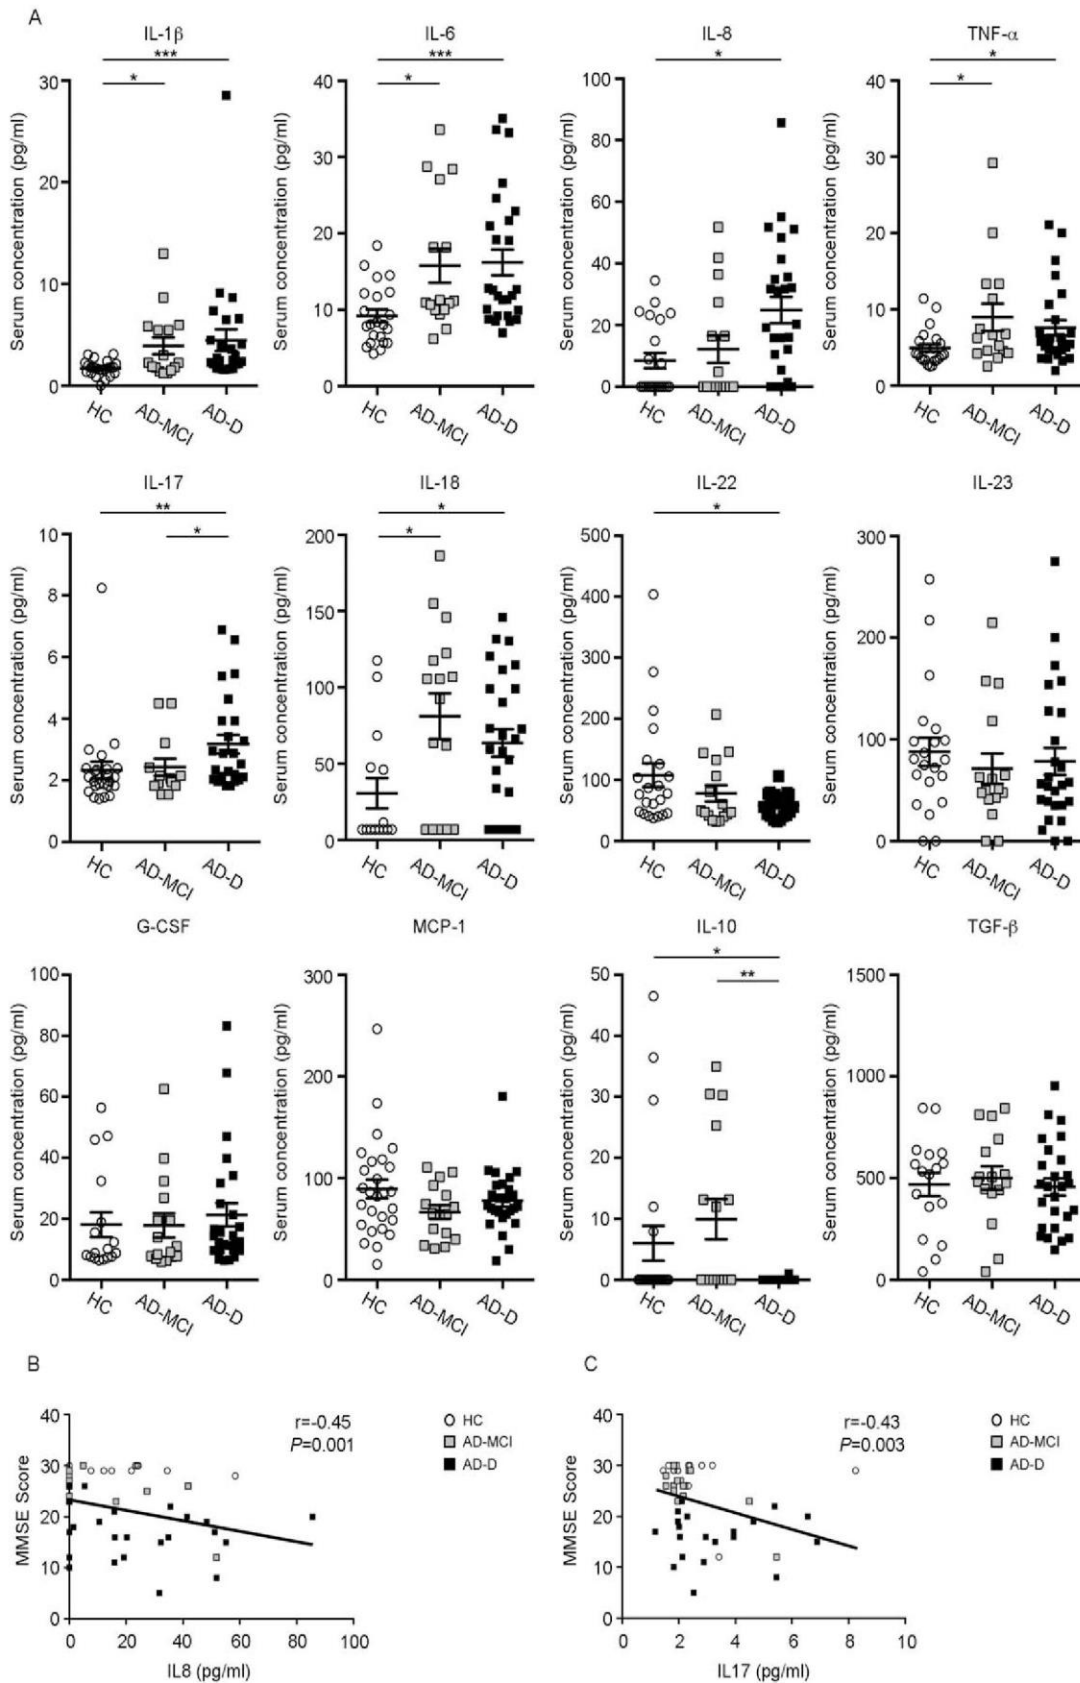 A
IL-1β IL-6 IL-8 TNF-α
*** *** * *
* * *
Serum concentration (pg/ml) Serum concentration (pg/ml) Serum concentration (pg/ml) Serum concentration (pg/ml)
30 40 100 40
80
30 30
20 60
20 20
40
10
10 20 10
0 0 0 0
HC AD-MCI AD-D HC AD-MCI AD-D HC AD-MCI AD-D HC AD-MCI AD-D
IL-17 IL-18 IL-22 IL-23
** * *
* *
Serum concentration (pg/ml) Serum concentration (pg/ml) Serum concentration (pg/ml) Serum concentration (pg/ml)
10 200 500 300
8 400
150
6 300 200
100
4 200
100
2 50 100
0 0 0 0
HC AD-MCI AD-D HC AD-MCI AD-D HC AD-MCI AD-D HC AD-MCI AD-D
G-CSF MCP-1 IL-10 TGF-β
*
**
Serum concentration (pg/ml) Serum concentration (pg/ml) Serum concentration (pg/ml) Serum concentration (pg/ml)
100 300 50 1500
80 40
60 200 30 1000
40 20
100 500
20 10
0 0 0 0
HC AD-MCI AD-D HC AD-MCI AD-D HC AD-MCI AD-D HC AD-MCI AD-D
B
MMSE Score
40
30
20
10
0
0 20 40 60 80 100
IL8 (pg/ml)
r=-0.45
P=0.001
HC
AD-MCI
AD-D
C
MMSE Score
40
30
20
10
0
0 2 4 6 8 10
IL17 (pg/ml)
r=-0.43
P=0.003
HC
AD-MCI
AD-D